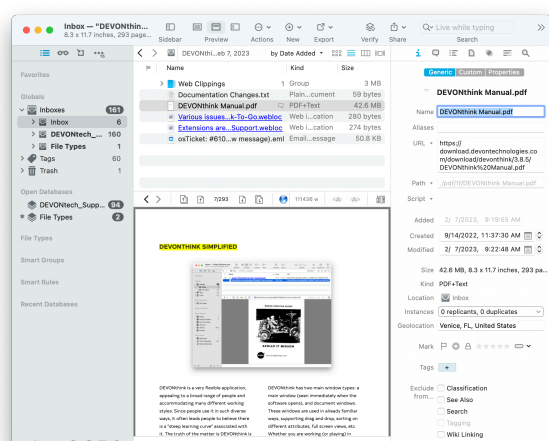 Inbox — "DEVONthin...
8.3 x 11.7 inches, 293 page...
Sidebar Preview Actions New Export Verify Share Search
Live while typing
DEVONthi...eb 7, 2023 by Date Added
Favorites
Globals
Inboxes 161
Inbox 6
DEVONtech_... 160
File Types 1
Tags 60
Trash 1
Open Databases
DEVONtech_Supp... 94
File Types 2
File Types
Smart Groups
Smart Rules
Recent Databases
Name Kind Size
Web Clippings 1 Group 3 MB
Documentation Changes.txt Plain...cument 59 bytes
DEVONthink Manual.pdf PDF+Text 42.6 MB
Various issues...k-To-Go.webloc Web i...cation 280 bytes
Extensions are...Support.webloc Web i...cation 274 bytes
osTicket: #610...w message).eml Email...essage 50.8 KB
7/293 111436 w
DEVONTHINK SIMPLIFIED
APOLLO 17 MISSION
DEVONthink is a very flexible application,
appealing to a broad range of people and
accommodating many different working
styles. Since people use it in such diverse
ways, it often leads people to believe there
is a "steep learning curve" associated with
it. The truth of the matter is DEVONthink is
DEVONthink has two main window types: a
main window (seen immediately when the
software opens), and document windows.
These windows are used in already familiar
ways, supporting drag and drop, sorting on
different attributes, full screen views, etc.
Whether you are working (or playing) in
Generic Custom Properties
DEVONthink Manual.pdf
Name DEVONthink Manual.pdf
Aliases
URL https://
download.devontechnologies.co
m/download/devonthink/3.8.5/
DEVONthink%20Manual.pdf
Path /pdf/1f/DEVONthink Manual.pdf
Script
Added 2/ 7/2023, 9:19:55 AM
Created 9/14/2022, 11:37:30 AM
Modified 2/ 7/2023, 9:22:48 AM
Size 42.6 MB, 8.3 x 11.7 inches, 293 pa...
Kind PDF+Text
Location Inbox
Instances 0 replicants, 0 duplicates
Geolocation Venice, FL, United States
Mark
Tags +
Exclude from... Classification
See Also
Search
Tagging
Wiki Linking